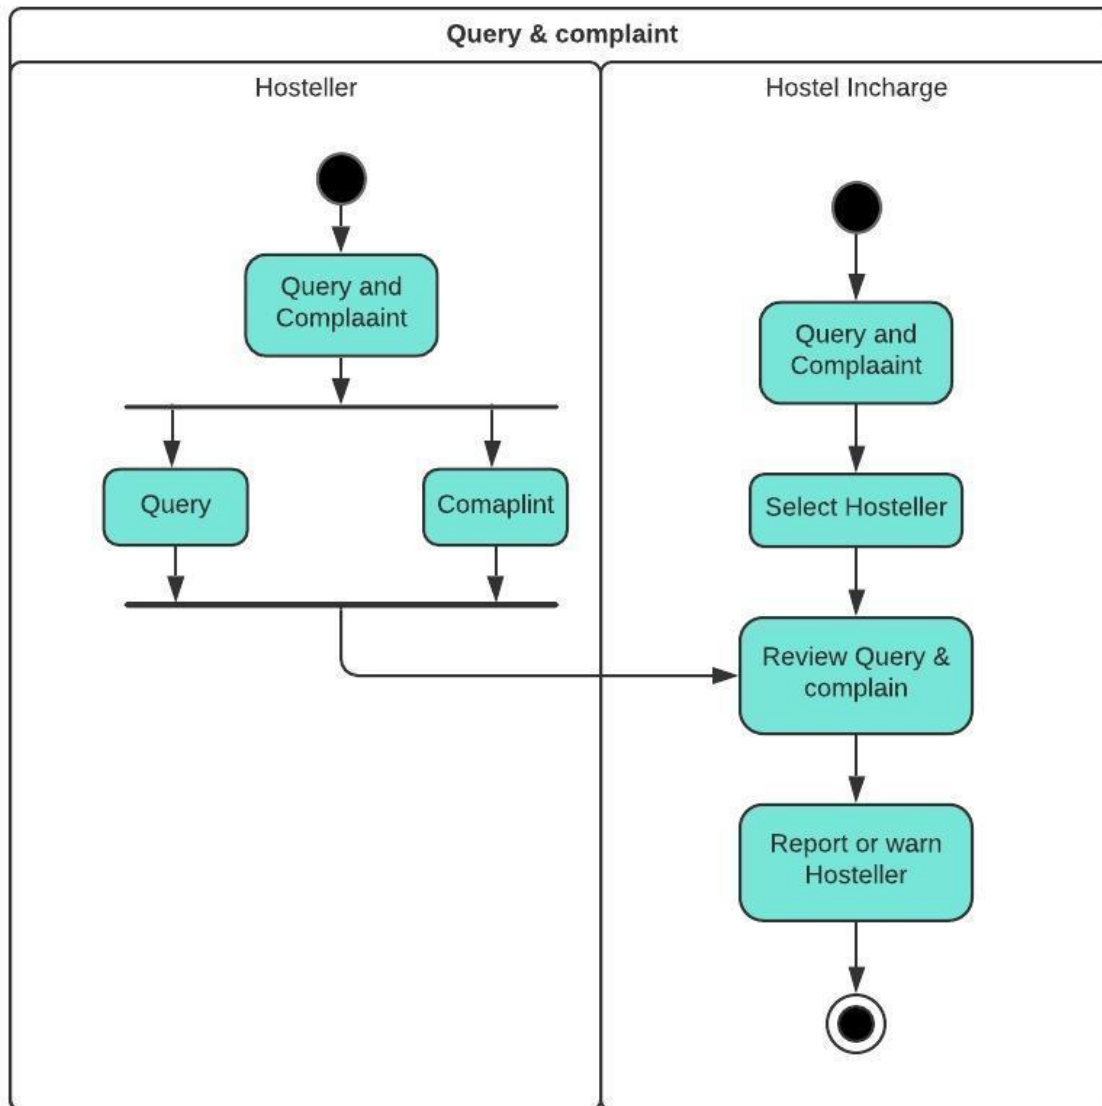 Query & complaint
Hosteller
Hostel Incharge
Query and
Complaaint
Query
Comaplint
Query and
Complaaint
Select Hosteller
Review Query &
complain
Report or warn
Hosteller